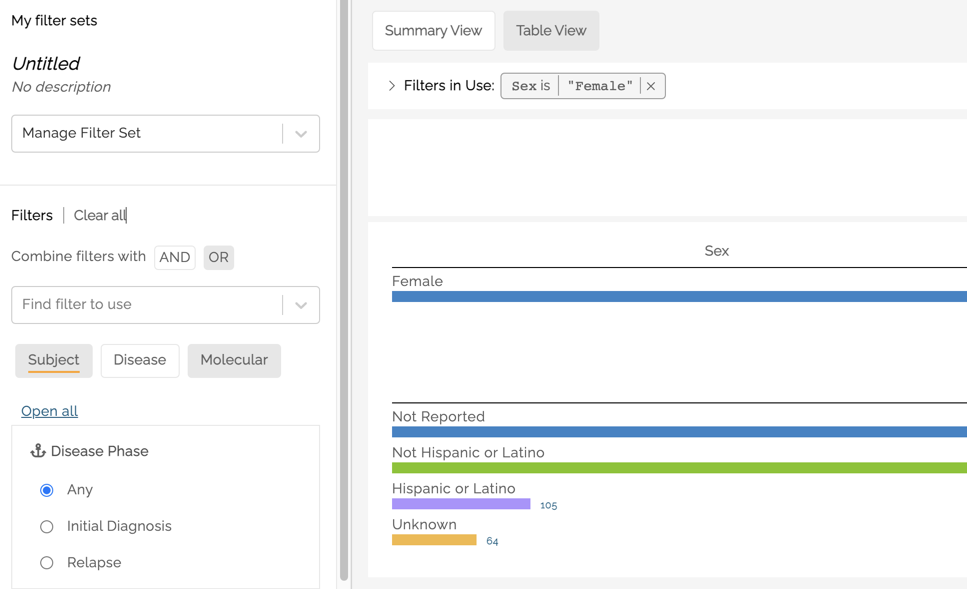 My filter sets
Untitled
No description
Manage Filter Set
Filters | Clear all
Combine filters with AND OR
Find filter to use
Subject Disease Molecular
Open all
Disease Phase
Any
Initial Diagnosis
Relapse
Summary View Table View
Filters in Use: Sex is "Female"
Sex
Female
Not Reported
Not Hispanic or Latino
Hispanic or Latino
105
Unknown
64